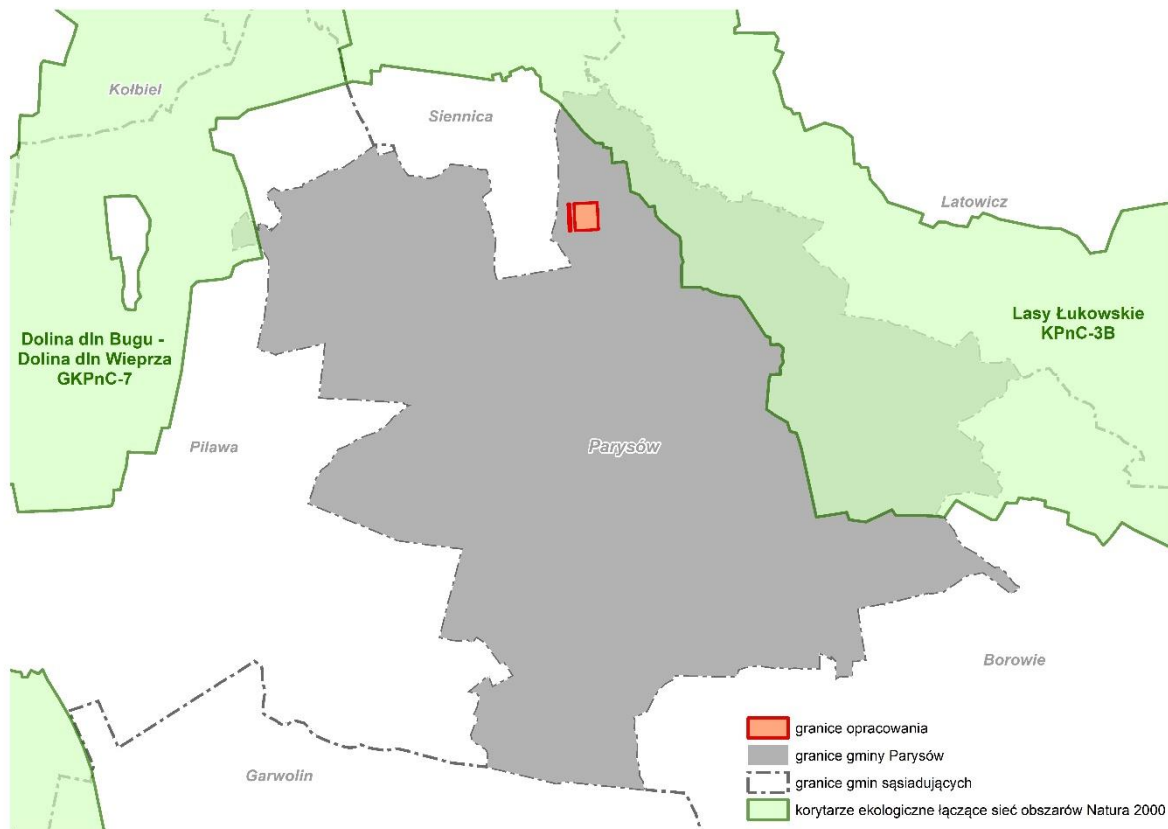 Kołbiel
Siennica
Latowicz
Dolina dln Bugu -
Dolina dln Wieprza
GKPnC-7
Lasy Łukowskie
KPnC-3B
Pilawa
Parysów
Borowie
Garwolin
granice opracowania
granice gminy Parysów
granice gmin sąsiadujących
korytarze ekologiczne łączące sieć obszarów Natura 2000